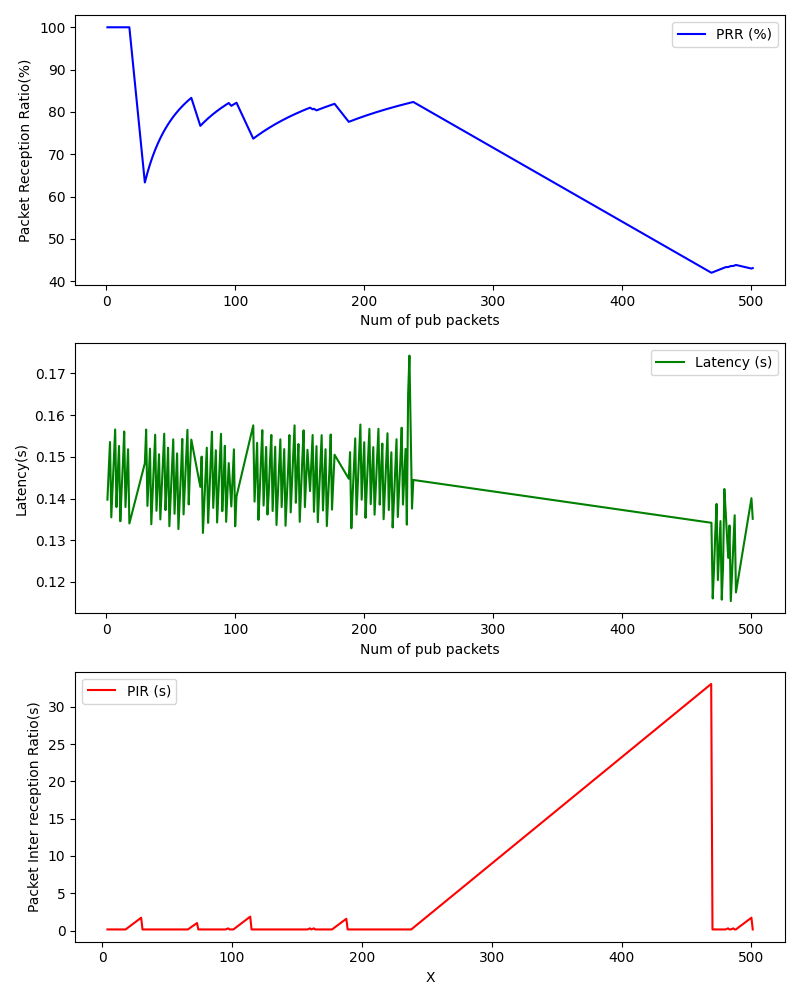 100
90
80
70
60
50
40
Packet Reception Ratio(%)
PRR (%)
0 100 200 300 400 500
Num of pub packets
0.17
0.16
0.15
0.14
0.13
0.12
Latency(s)
Latency (s)
0 100 200 300 400 500
Num of pub packets
30
25
20
15
10
5
0
Packet Inter reception Ratio(s)
PIR (s)
0 100 200 300 400 500
X